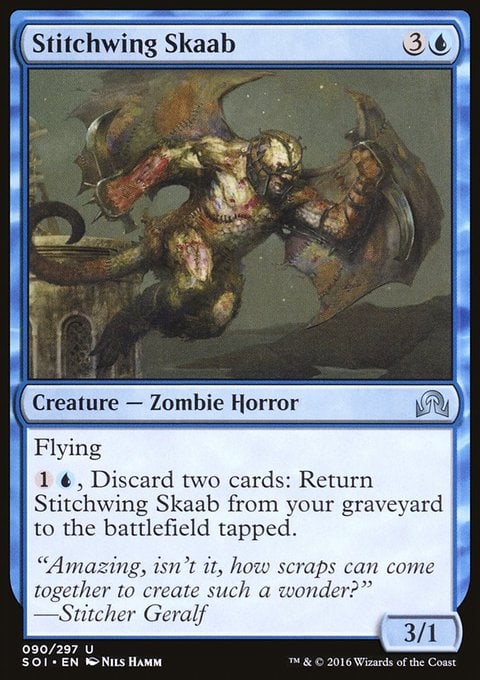 Stitchwing Skaab 3
Creature — Zombie Horror
Flying
1, Discard two cards: Return
Stitchwing Skaab from your graveyard
to the battlefield tapped.
“Amazing, isn’t it, how scraps can come
together to create such a wonder?”
—Stitcher Geralf
3/1
090/297 U
SOI • EN Nils Hamm
™ & © 2016 Wizards of the Coast